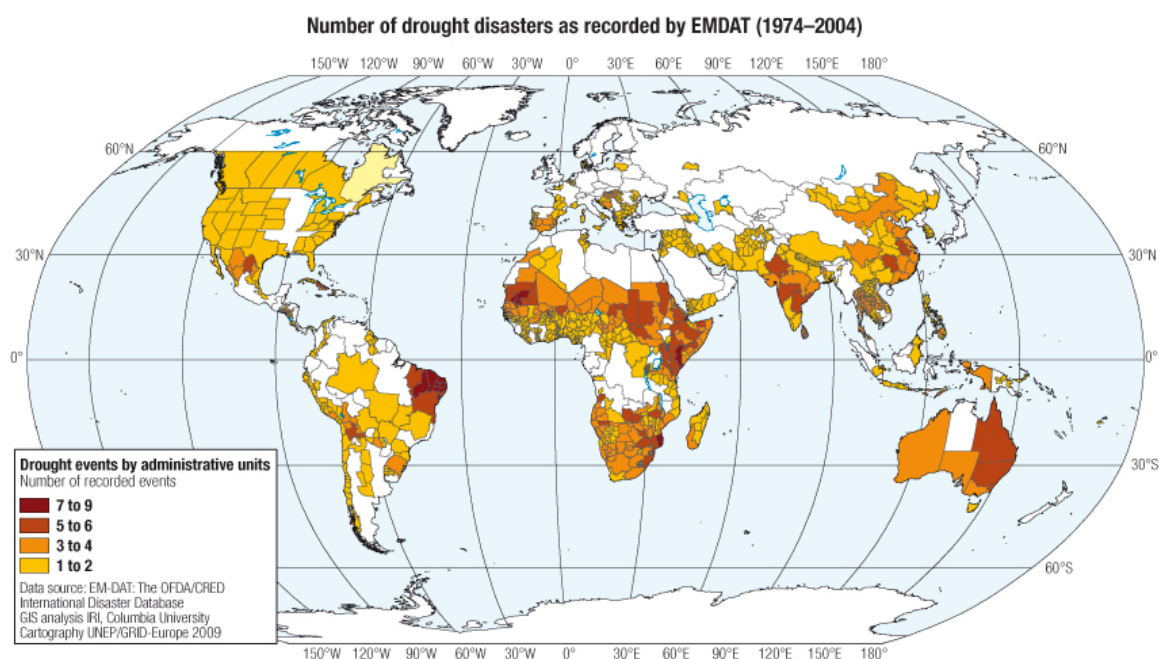 Number of drought disasters as recorded by EMDAT (1974–2004)
150°W 120°W 90°W 60°W 30°W 0° 30°E 60°E 90°E 120°E 150°E 180°
60°N 60°N
30°N 30°N
0° 0°
30°S 30°S
60°S
Drought events by administrative units
Number of recorded events
7 to 9
5 to 6
3 to 4
1 to 2
Data source: EM-DAT: The OFDA/CRED
International Disaster Database
GIS analysis IRI, Columbia University
Cartography UNEP/GRID-Europe 2009
150°W 120°W 90°W 60°W 30°W 0° 30°E 60°E 90°E 120°E 150°E 180°